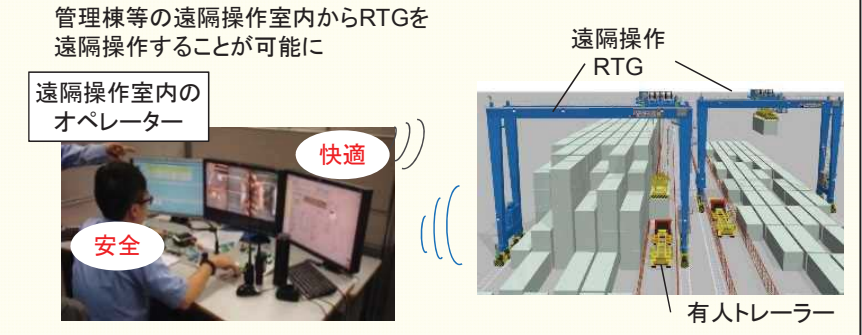 管理棟等の遠隔操作室内からRTGを
遠隔操作することが可能に
遠隔操作室内の
オペレーター
快適
安全
遠隔操作
RTG
有人トレーラー